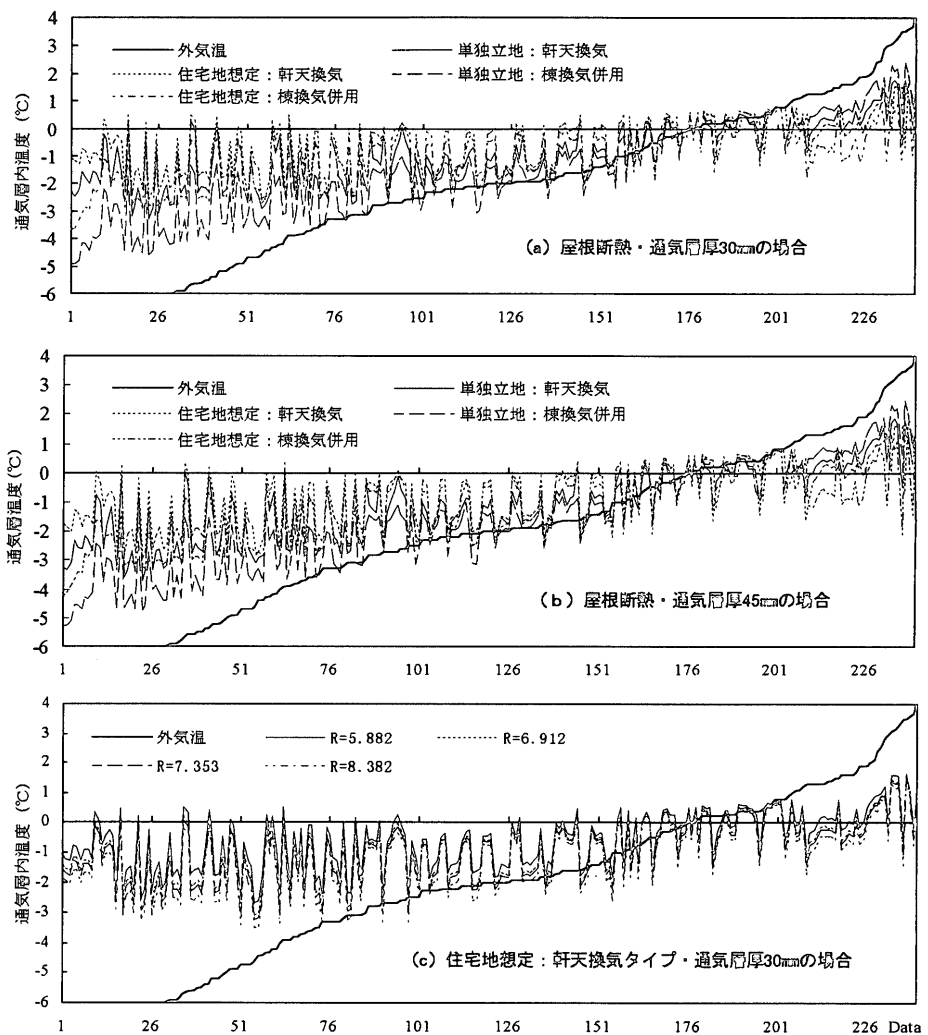 4
3
2
1
0
-1
-2
-3
-4
-5
-6
通気層内温度 (℃)
外気温
単独立地：軒天換気
住宅地想定：軒天換気
単独立地：棟換気併用
住宅地想定：棟換気併用
(a) 屋根断熱・通気層厚30mmの場合
1 26 51 76 101 126 151 176 201 226
4
3
2
1
0
-1
-2
-3
-4
-5
-6
通気層温度 (℃)
外気温
単独立地：軒天換気
住宅地想定：軒天換気
単独立地：棟換気併用
住宅地想定：棟換気併用
(b) 屋根断熱・通気層厚45mmの場合
1 26 51 76 101 126 151 176 201 226
4
3
2
1
0
-1
-2
-3
-4
-5
-6
通気層内温度 (℃)
外気温
R=5.882
R=6.912
R=7.353
R=8.382
(c) 住宅地想定：軒天換気タイプ・通気層厚30mmの場合
1 26 51 76 101 126 151 176 201 226 Data